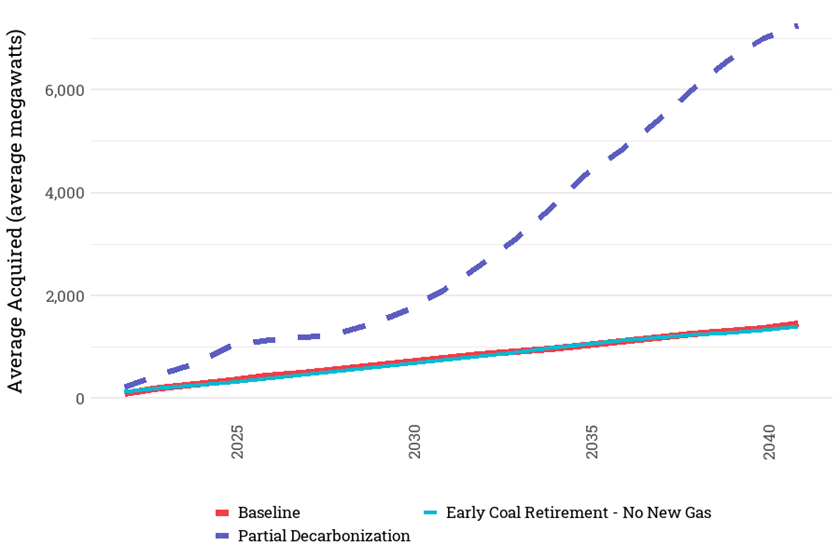 Average Acquired (average megawatts)
6,000
4,000
2,000
0
2025
2030
2035
2040
Baseline
Early Coal Retirement - No New Gas
Partial Decarbonization